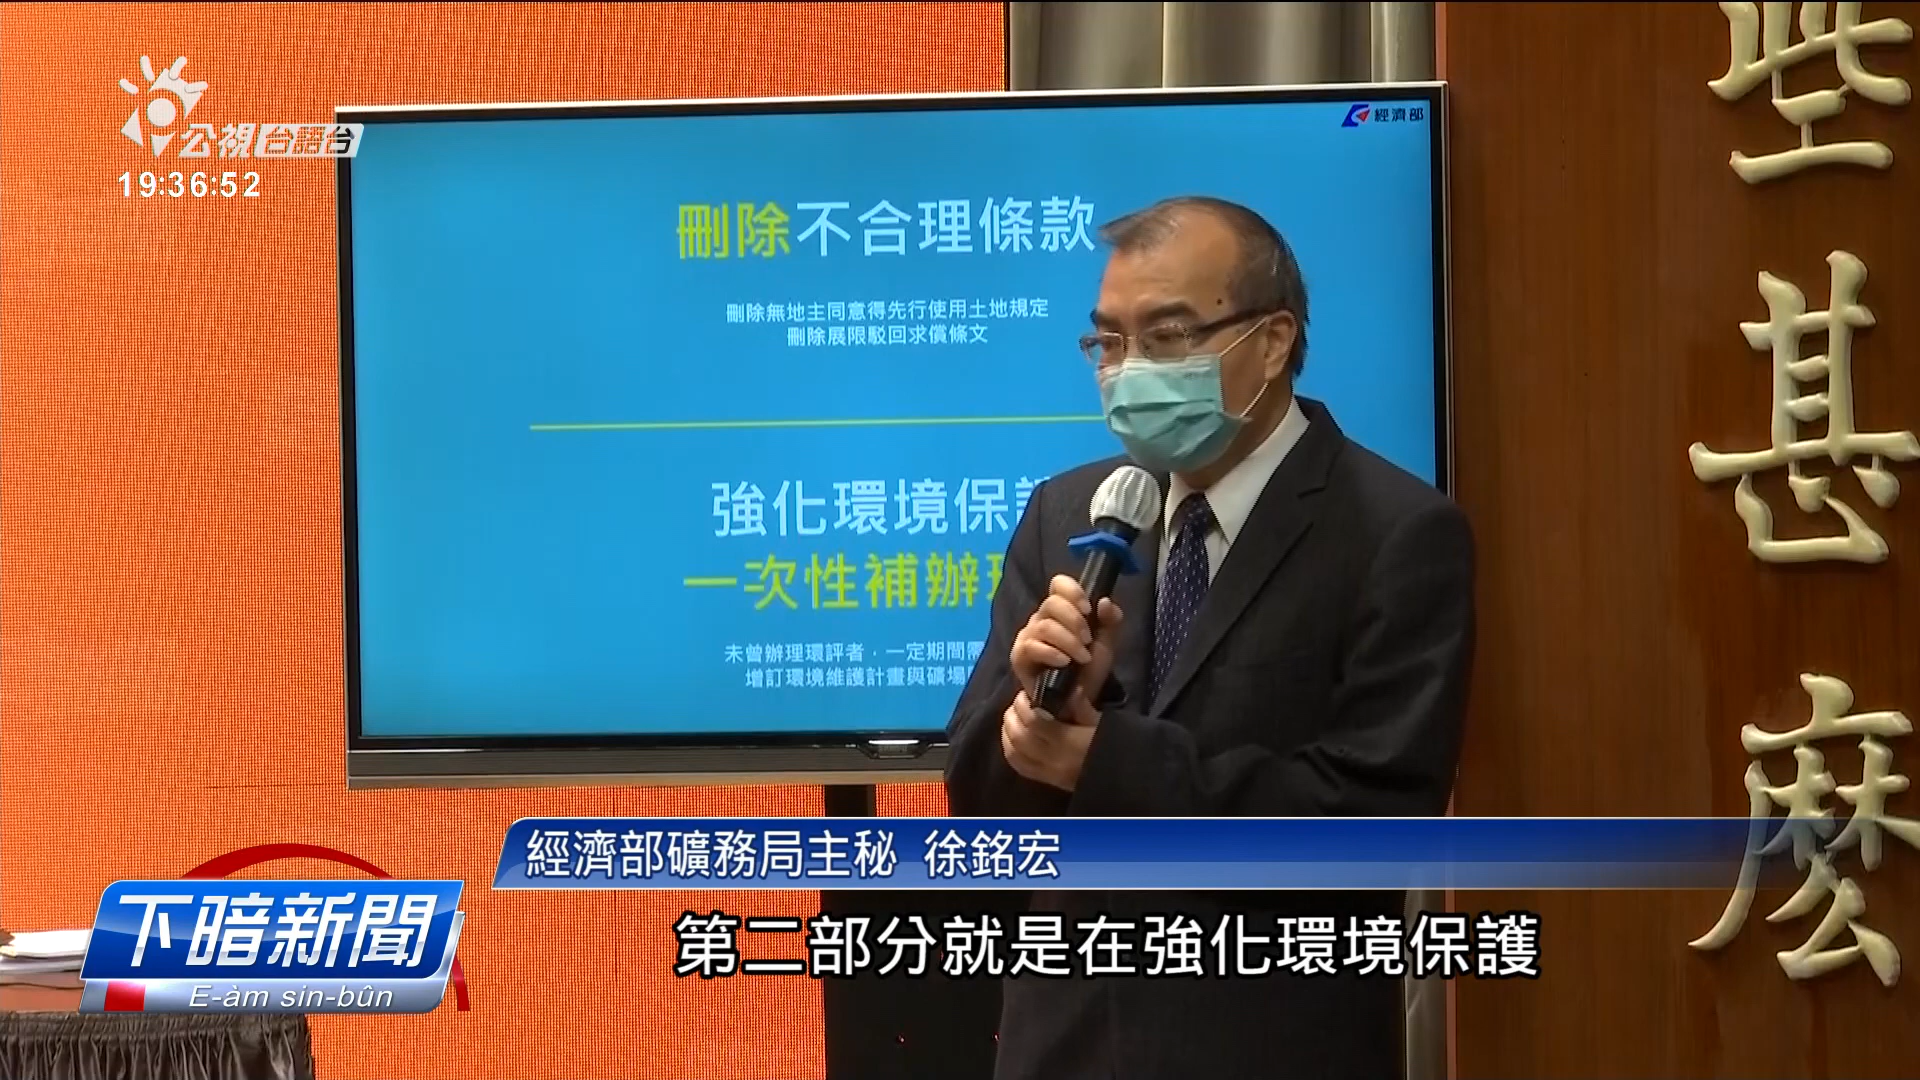 公視台語台
19:36:52
經濟部
刪除不合理條款
刪除無地主同意得先行使用土地規定
刪除展限駁回求償條文
強化環境保護
一次性補辦
未曾辦理環評者，一定期間需
增訂環境維護計畫與礦場
些甚麼
經濟部礦務局主秘 徐銘宏
第二部分就是在強化環境保護
下暗新聞
E-àm sin-bûn